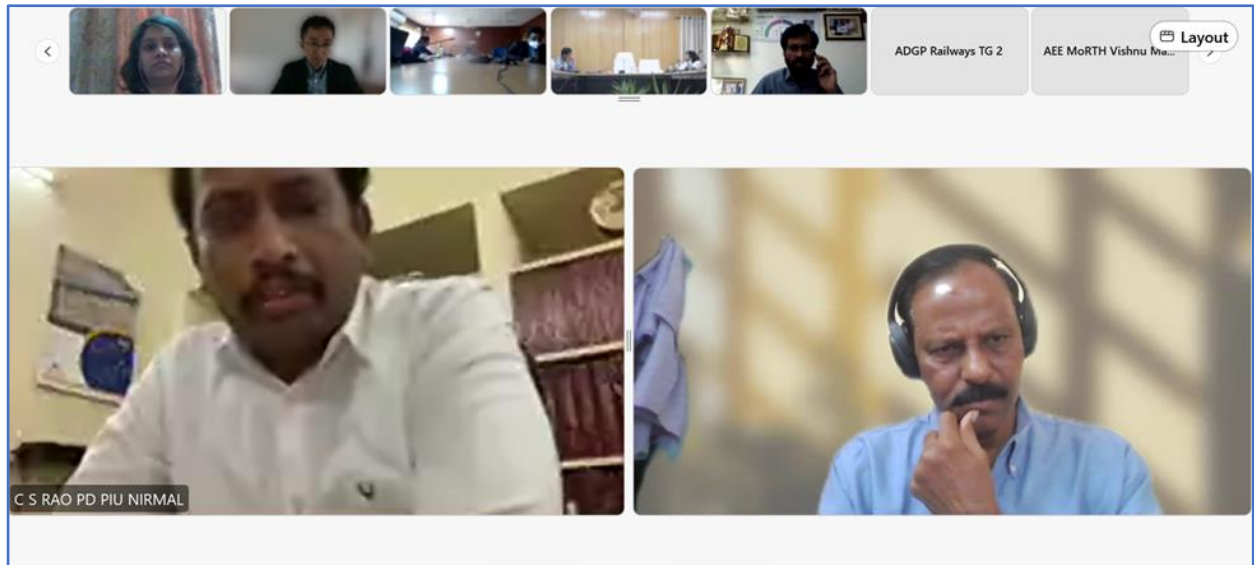 ADGP Railways TG 2
AEE MoRTH Vishnu Ma...
Layout
C S RAO PD PIU NIRMAL